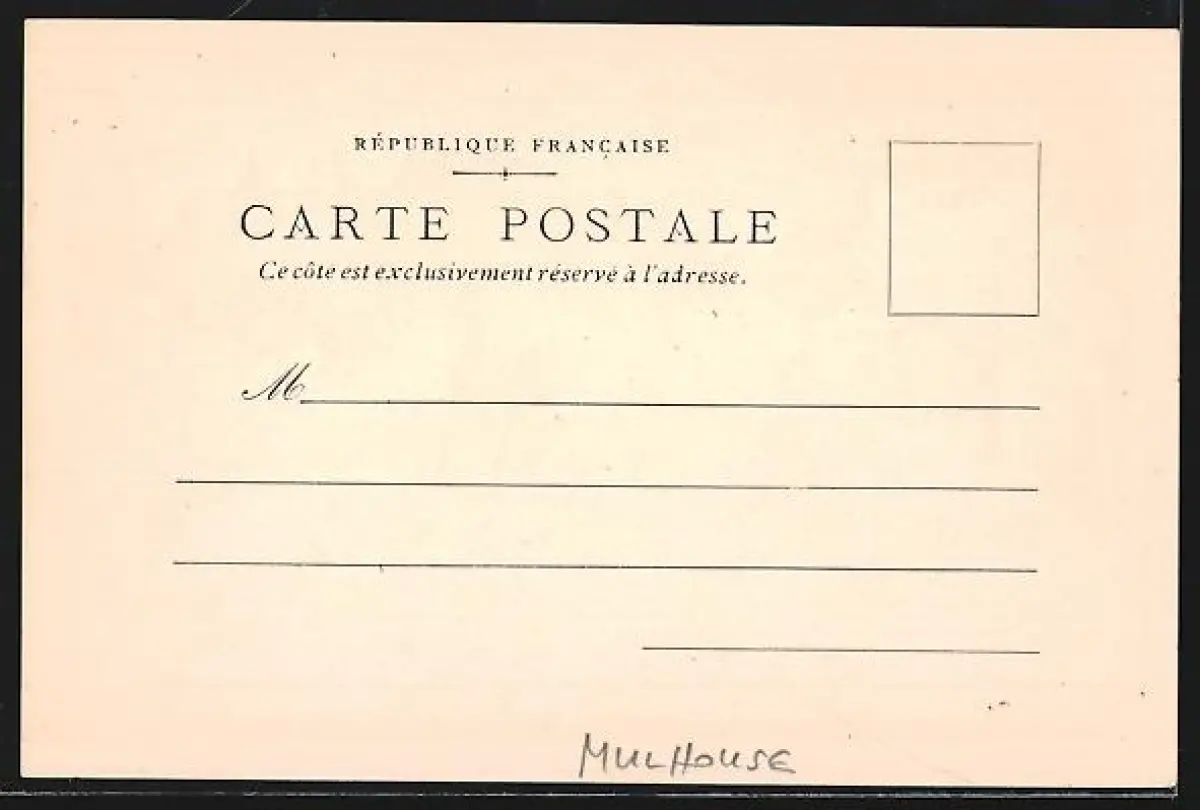 RÉPUBLIQUE FRANÇAISE
CARTE POSTALE
Ce côte est exclusivement réservé à l'adresse.
M
MULHOUSE